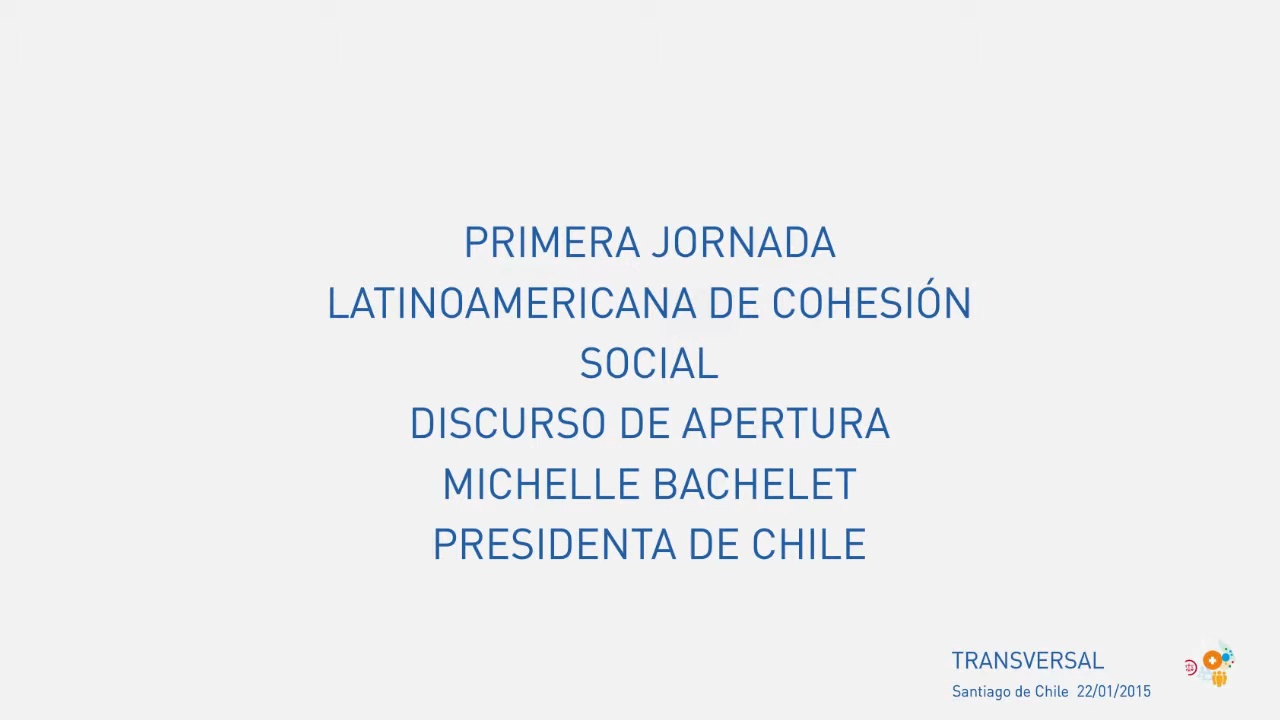 PRIMERA JORNADA
LATINOAMERICANA DE COHESIÓN
SOCIAL
DISCURSO DE APERTURA
MICHELLE BACHELET
PRESIDENTA DE CHILE
TRANSVERSAL
Santiago de Chile 22/01/2015